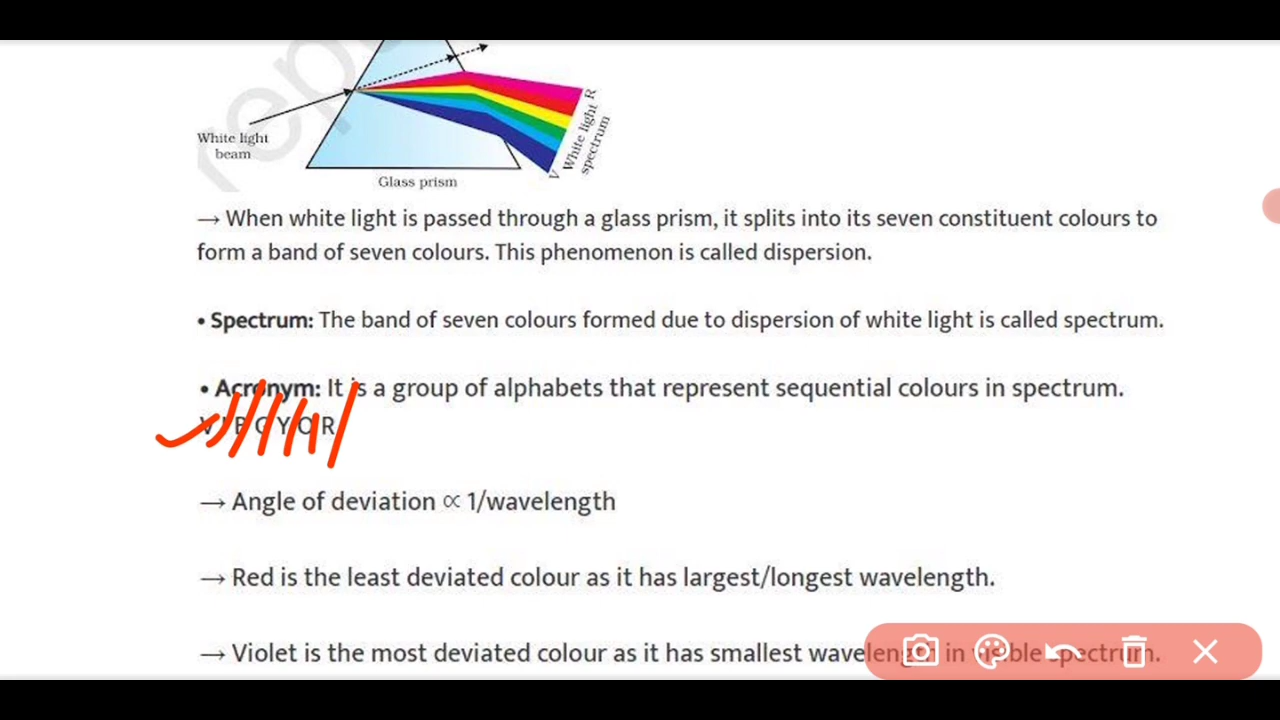 White light R
spectrum
V
White light
beam
Glass prism
→ When white light is passed through a glass prism, it splits into its seven constituent colours to
form a band of seven colours. This phenomenon is called dispersion.
• Spectrum: The band of seven colours formed due to dispersion of white light is called spectrum.
• Acronym: It is a group of alphabets that represent sequential colours in spectrum.
V I B G Y O R
→ Angle of deviation ∝ 1/wavelength
→ Red is the least deviated colour as it has largest/longest wavelength.
→ Violet is the most deviated colour as it has smallest wavelength in visible spectrum.